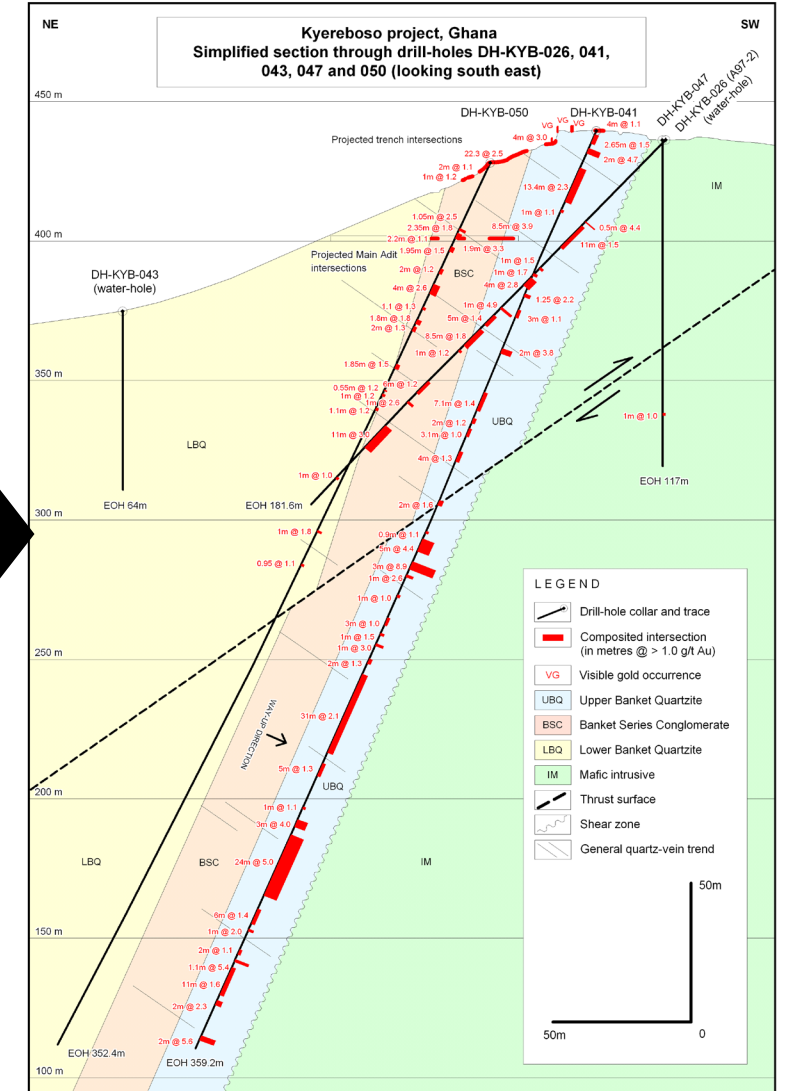 NE
SW
Kyereboso project, Ghana
Simplified section through drill-holes DH-KYB-026, 041,
043, 047 and 050 (looking south east)
450 m
DH-KYB-050
DH-KYB-041
DH-KYB-047
DH-KYB-026 (A97-2)
(water-hole)
VG
VG
VG
4m @ 1.1
Projected trench intersections
4m @ 3.0
2.65m @ 1.5
22.3 @ 2.5
2m @ 4.7
2m @ 1.1
1m @ 1.2
13.4m @ 2.3
IM
1.05m @ 2.5
1m @ 1.1
2.35m @ 1.8
8.5m @ 3.9
0.5m @ 4.4
400 m
2.2m @ 1.1
11m @ 1.5
1.95m @ 1.5
1.9m @ 3.3
Projected Main Adit
intersections
1m @ 1.5
2m @ 1.2
BSC
1m @ 1.7
DH-KYB-043
(water-hole)
4m @ 2.6
4m @ 2.8
1.25 @ 2.2
1.1 @ 1.3
1m @ 4.9
1.8m @ 1.8
5m @ 1.4
3m @ 1.1
2m @ 1.3
8.5m @ 1.8
1m @ 1.2
2m @ 3.8
1.85m @ 1.5
350 m
0.55m @ 1.2
6m @ 1.2
1m @ 1.2
1m @ 2.6
7.1m @ 1.4
1.1m @ 1.2
1m @ 1.0
2m @ 1.2
UBQ
11m @ 3.0
3.1m @ 1.0
LBQ
4m @ 1.3
1m @ 1.0
EOH 117m
EOH 64m
EOH 181.6m
2m @ 1.6
300 m
1m @ 1.8
0.9m @ 1.1
5m @ 4.4
0.95 @ 1.1
3m @ 8.9
1m @ 2.6
1m @ 1.0
3m @ 1.0
1m @ 1.5
1m @ 3.0
250 m
2m @ 1.3
WAY-UP DIRECTION
31m @ 2.1
5m @ 1.3
UBQ
200 m
1m @ 1.1
3m @ 4.0
LBQ
BSC
24m @ 5.0
IM
6m @ 1.4
1m @ 2.0
150 m
2m @ 1.1
1.1m @ 5.4
11m @ 1.6
2m @ 2.3
2m @ 5.6
EOH 352.4m
EOH 359.2m
100 m
LEGEND
Drill-hole collar and trace
Composited intersection
(in metres @ > 1.0 g/t Au)
VG Visible gold occurrence
UBQ Upper Banket Quartzite
BSC Banket Series Conglomerate
LBQ Lower Banket Quartzite
IM Mafic intrusive
Thrust surface
Shear zone
General quartz-vein trend
50m
50m
0